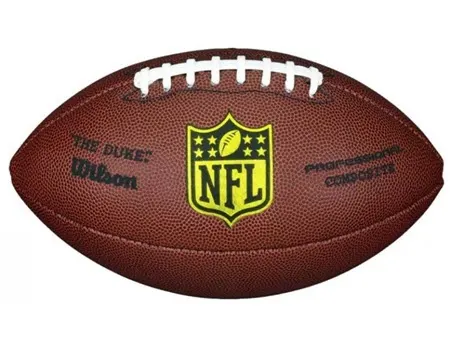 "THE DUKE"
Wilson
NFL
PROFESSIONAL
COMPOSITE